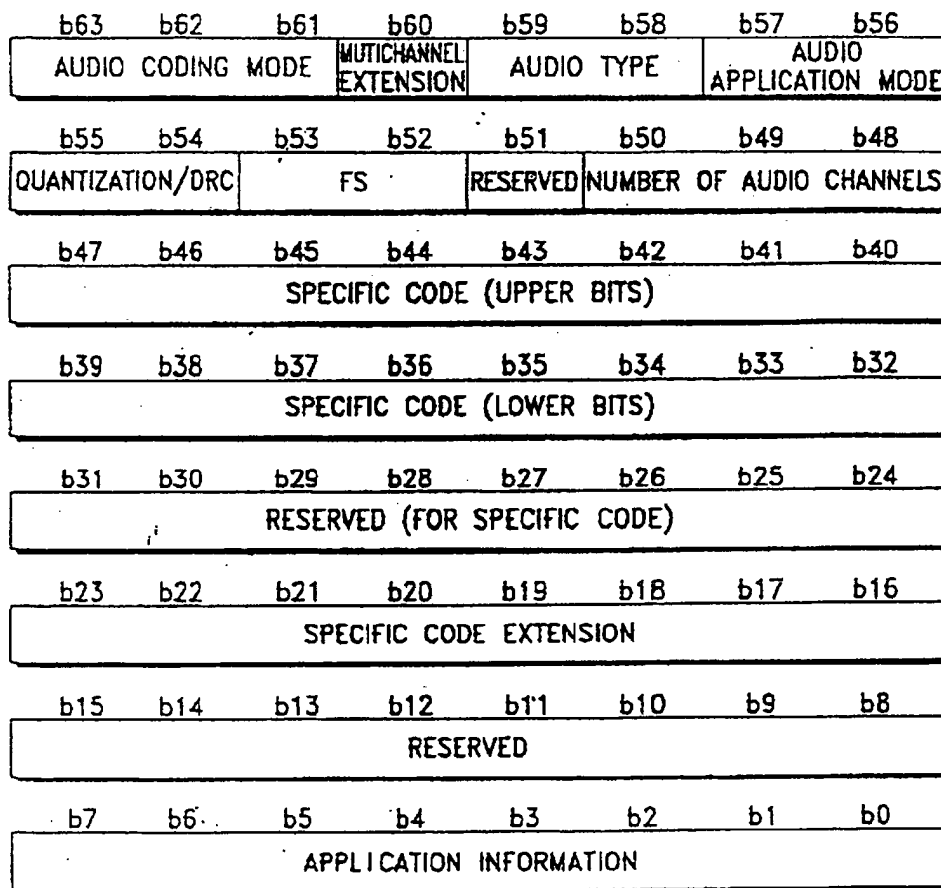 b63 b62 b61 b60 b59 b58 b57 b56
AUDIO CODING MODE
MUTICHANNEL
EXTENSION
AUDIO TYPE
AUDIO
APPLICATION MODE
b55 b54 b53 b52 b51 b50 b49 b48
QUANTIZATION/DRC FS RESERVED NUMBER OF AUDIO CHANNELS
b47 b46 b45 b44 b43 b42 b41 b40
SPECIFIC CODE (UPPER BITS)
b39 b38 b37 b36 b35 b34 b33 b32
SPECIFIC CODE (LOWER BITS)
b31 b30 b29 b28 b27 b26 b25 b24
RESERVED (FOR SPECIFIC CODE)
b23 b22 b21 b20 b19 b18 b17 b16
SPECIFIC CODE EXTENSION
b15 b14 b13 b12 b11 b10 b9 b8
RESERVED
b7 b6 b5 b4 b3 b2 b1 b0
APPLICATION INFORMATION